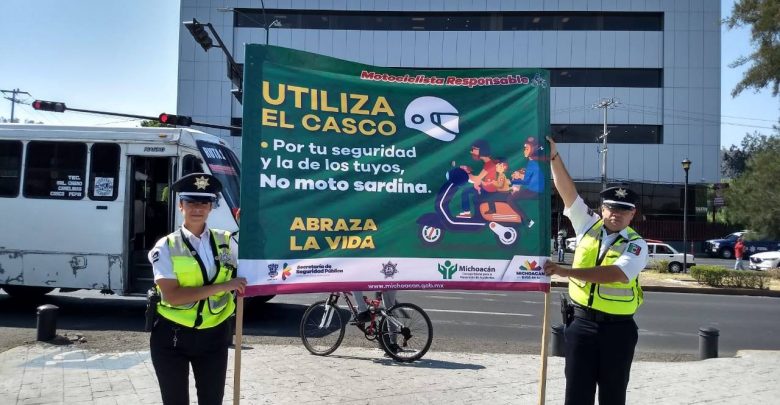 Motociclista Responsable
UTILIZA
EL CASCO
• Por tu seguridad
y la de los tuyos,
No moto sardina.
ABRAZA
LA VIDA
Secretaría de
Seguridad Pública
Michoacán
MICHOACÁN
www.michoacan.gob.mx